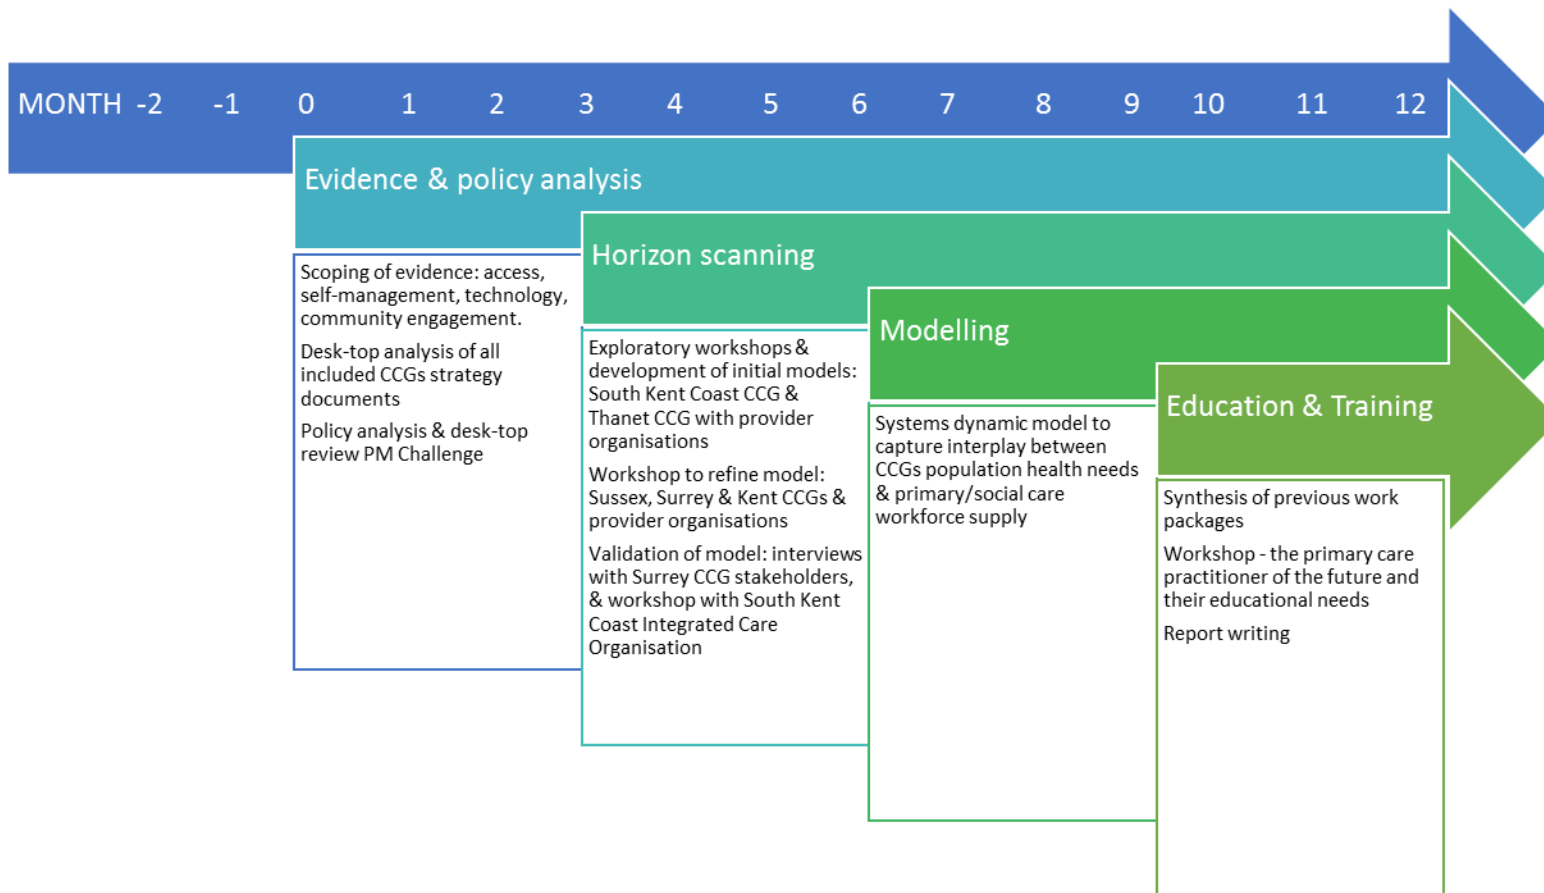 MONTH -2 -1 0 1 2 3 4 5 6 7 8 9 10 11 12
Evidence & policy analysis
Scoping of evidence: access,
self-management, technology,
community engagement.
Desk-top analysis of all
included CCGs strategy
documents
Policy analysis & desk-top
review PM Challenge
Horizon scanning
Exploratory workshops &
development of initial models:
South Kent Coast CCG &
Thanet CCG with provider
organisations
Workshop to refine model:
Sussex, Surrey & Kent CCGs &
provider organisations
Validation of model: interviews
with Surrey CCG stakeholders,
& workshop with South Kent
Coast Integrated Care
Organisation
Modelling
Systems dynamic model to
capture interplay between
CCGs population health needs
& primary/social care
workforce supply
Education & Training
Synthesis of previous work
packages
Workshop - the primary care
practitioner of the future and
their educational needs
Report writing